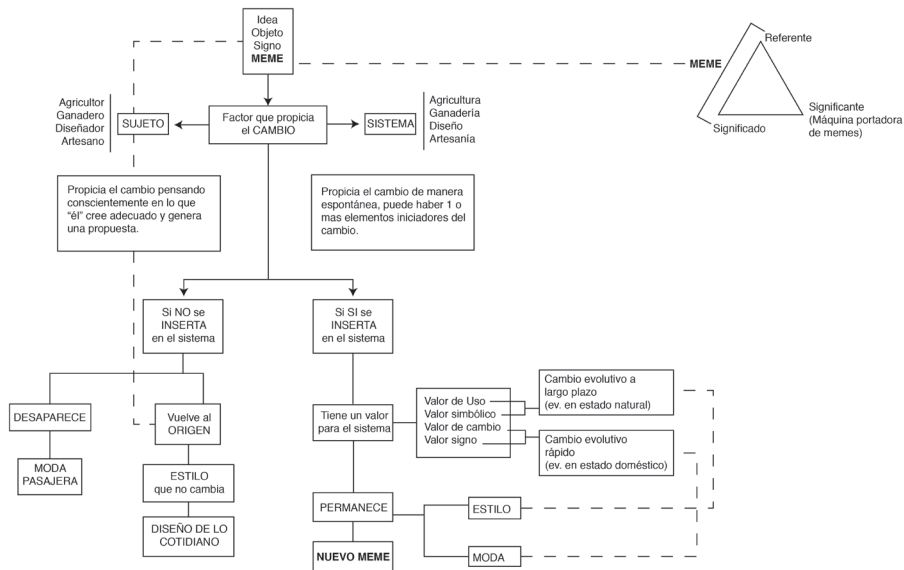 Idea
Objeto
Signo
MEME
MEME
Referente
Significado
Significante
(Máquina portadora
de memes)
Agricultor
Ganadero
Diseñador
Artesano
SUJETO
Factor que propicia
el CAMBIO
SISTEMA
Agricultura
Ganadería
Diseño
Artesanía
Propicia el cambio pensando
conscientemente en lo que
“él” cree adecuado y genera
una propuesta.
Propicia el cambio de manera
espontánea, puede haber 1 o
mas elementos iniciadores del
cambio.
Si NO se
INSERTA
en el sistema
Si SI se
INSERTA
en el sistema
DESAPARECE
MODA
PASAJERA
Vuelve al
ORIGEN
ESTILO
que no cambia
DISEÑO DE LO
COTIDIANO
Tiene un valor
para el sistema
Valor de Uso
Valor simbólico
Valor de cambio
Valor signo
Cambio evolutivo a
largo plazo
(ev. en estado natural)
Cambio evolutivo
rápido
(ev. en estado doméstico)
PERMANECE
NUEVO MEME
ESTILO
MODA